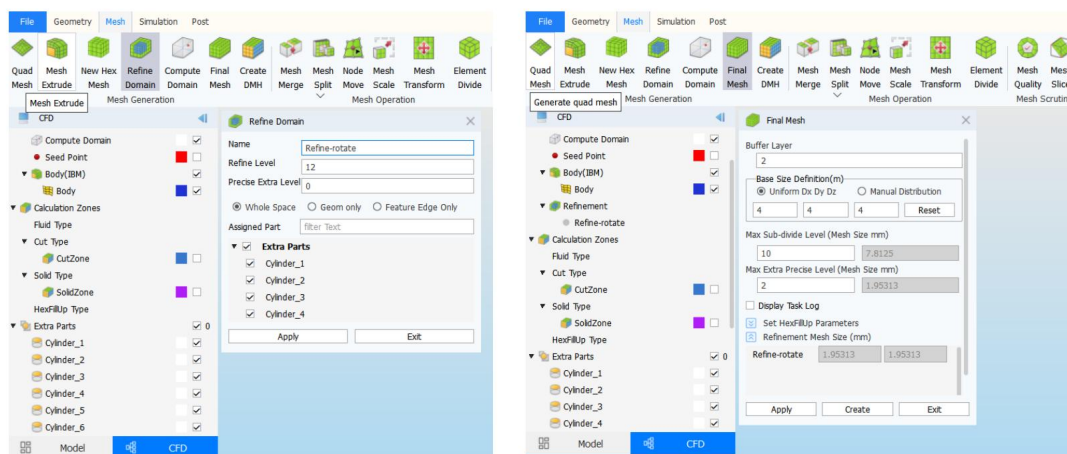 File Geometry Mesh Simulation Post
Quad Mesh New Hex Refine Compute Final Create Mesh Mesh Node Mesh Mesh Element
Mesh Extrude Mesh Domain Domain Mesh DMH Merge Split Move Scale Transform Divide
Mesh Extrude
Mesh Generation Mesh Operation
CFD
Compute Domain
Seed Point
Body(IBM)
Body
Calculation Zones
Fluid Type
Cut Type
CutZone
Solid Type
SolidZone
HexFillUp Type
Extra Parts 0
Cylinder_1
Cylinder_2
Cylinder_3
Cylinder_4
Cylinder_5
Cylinder_6
Model CFD
Refine Domain
Name Refine-rotate
Refine Level 12
Precise Extra Level 0
Whole Space Geom only Feature Edge Only
Assigned Part filter Text
Extra Parts
Cylinder_1
Cylinder_2
Cylinder_3
Cylinder_4
Apply Exit
File Geometry Mesh Simulation Post
Quad Mesh New Hex Refine Compute Final Create Mesh Mesh Node Mesh Mesh Element Mesh Mes
Mesh Extrude Mesh Domain Domain Mesh DMH Merge Split Move Scale Transform Divide Quality Slice
Generate quad mesh
Mesh Generation Mesh Operation Mesh Scrutin
CFD
Compute Domain
Seed Point
Body(IBM)
Body
Refinement
Refine-rotate
Calculation Zones
Fluid Type
Cut Type
CutZone
Solid Type
SolidZone
HexFillUp Type
Extra Parts 0
Cylinder_1
Cylinder_2
Cylinder_3
Cylinder_4
Model CFD
Final Mesh
Buffer Layer
2
Base Size Definition(m)
Uniform Dx Dy Dz Manual Distribution
4 4 4 Reset
Max Sub-divide Level (Mesh Size mm)
10 7.8125
Max Extra Precise Level (Mesh Size mm)
2 1.95313
Display Task Log
Set HexFillUp Parameters
Refinement Mesh Size (mm)
Refine-rotate 1.95313 1.95313
Apply Create Exit